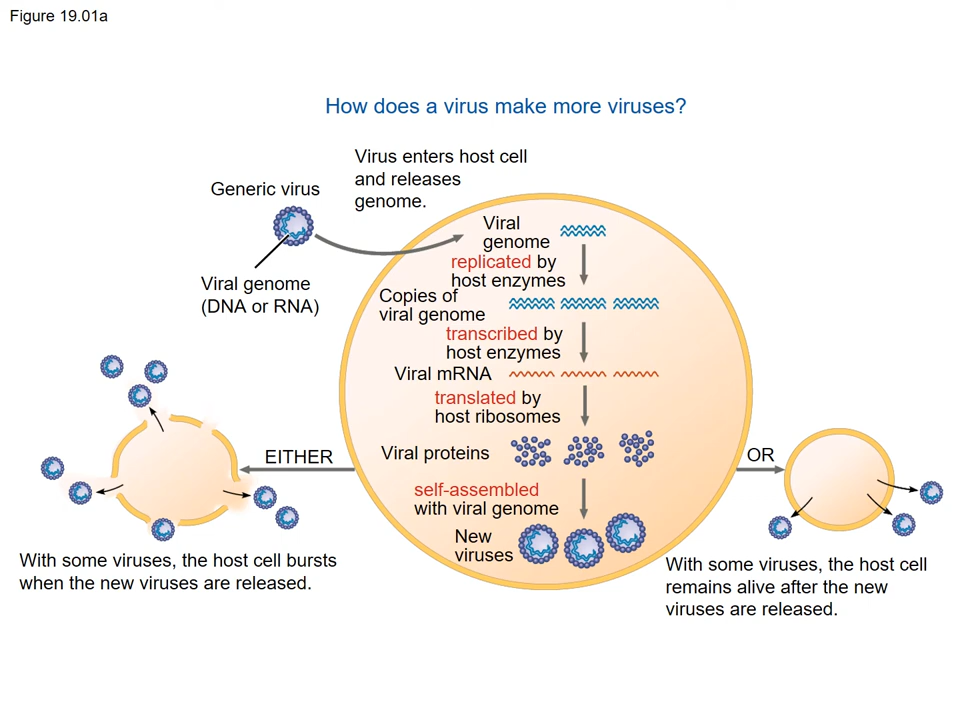 Figure 19.01a
How does a virus make more viruses?
Virus enters host cell
and releases
genome.
Generic virus
Viral genome
(DNA or RNA)
Viral
genome
replicated by
host enzymes
Copies of
viral genome
transcribed by
host enzymes
Viral mRNA
translated by
host ribosomes
Viral proteins
self-assembled
with viral genome
New
viruses
EITHER
With some viruses, the host cell bursts
when the new viruses are released.
OR
With some viruses, the host cell
remains alive after the new
viruses are released.